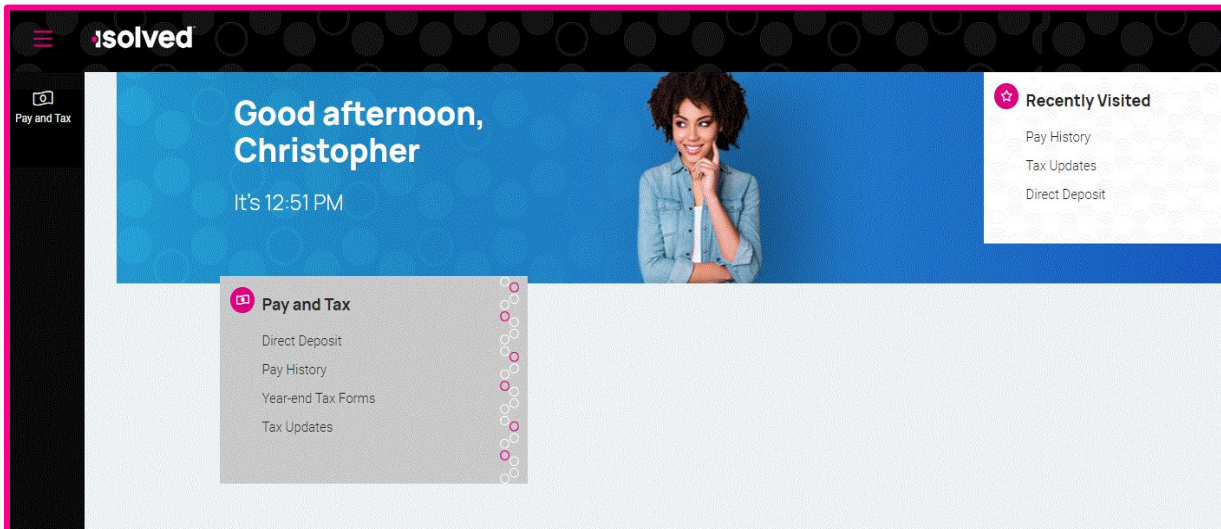 isolved
Pay and Tax
Good afternoon,
Christopher
It's 12:51 PM
Recently Visited
Pay History
Tax Updates
Direct Deposit
Pay and Tax
Direct Deposit
Pay History
Year-end Tax Forms
Tax Updates